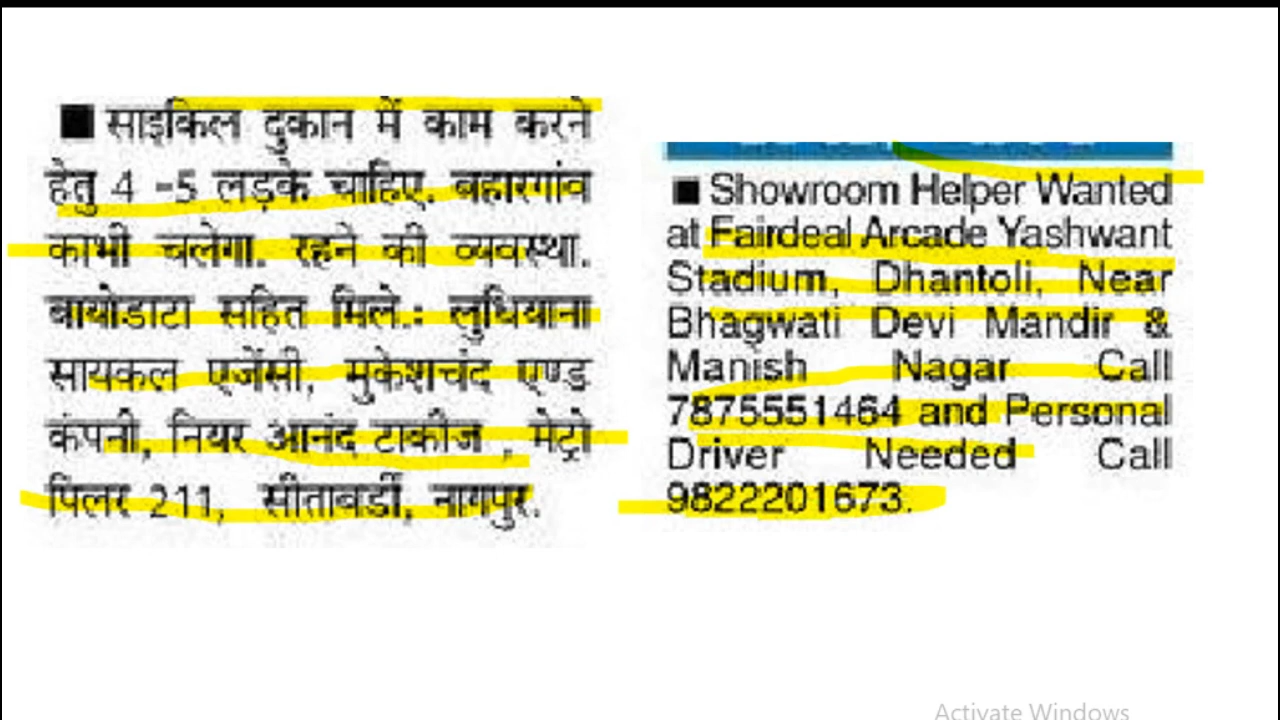 ■ साइकिल दुकान में काम करने
हेतु 4 -5 लड़के चाहिए. बहारगांव
काभी चलेगा. रहने की व्यवस्था.
बायोडाटा सहित मिले.: लुधियाना
सायकल एजेंसी, मुकेशचंद एण्ड
कंपनी, नियर आनंद टाकीज , मेट्रो
पिलर 211, सीताबर्डी, नागपुर.
■ Showroom Helper Wanted
at Fairdeal Arcade Yashwant
Stadium, Dhantoli, Near
Bhagwati Devi Mandir &
Manish Nagar Call
7875551464 and Personal
Driver Needed Call
9822201673.
Activate Windows